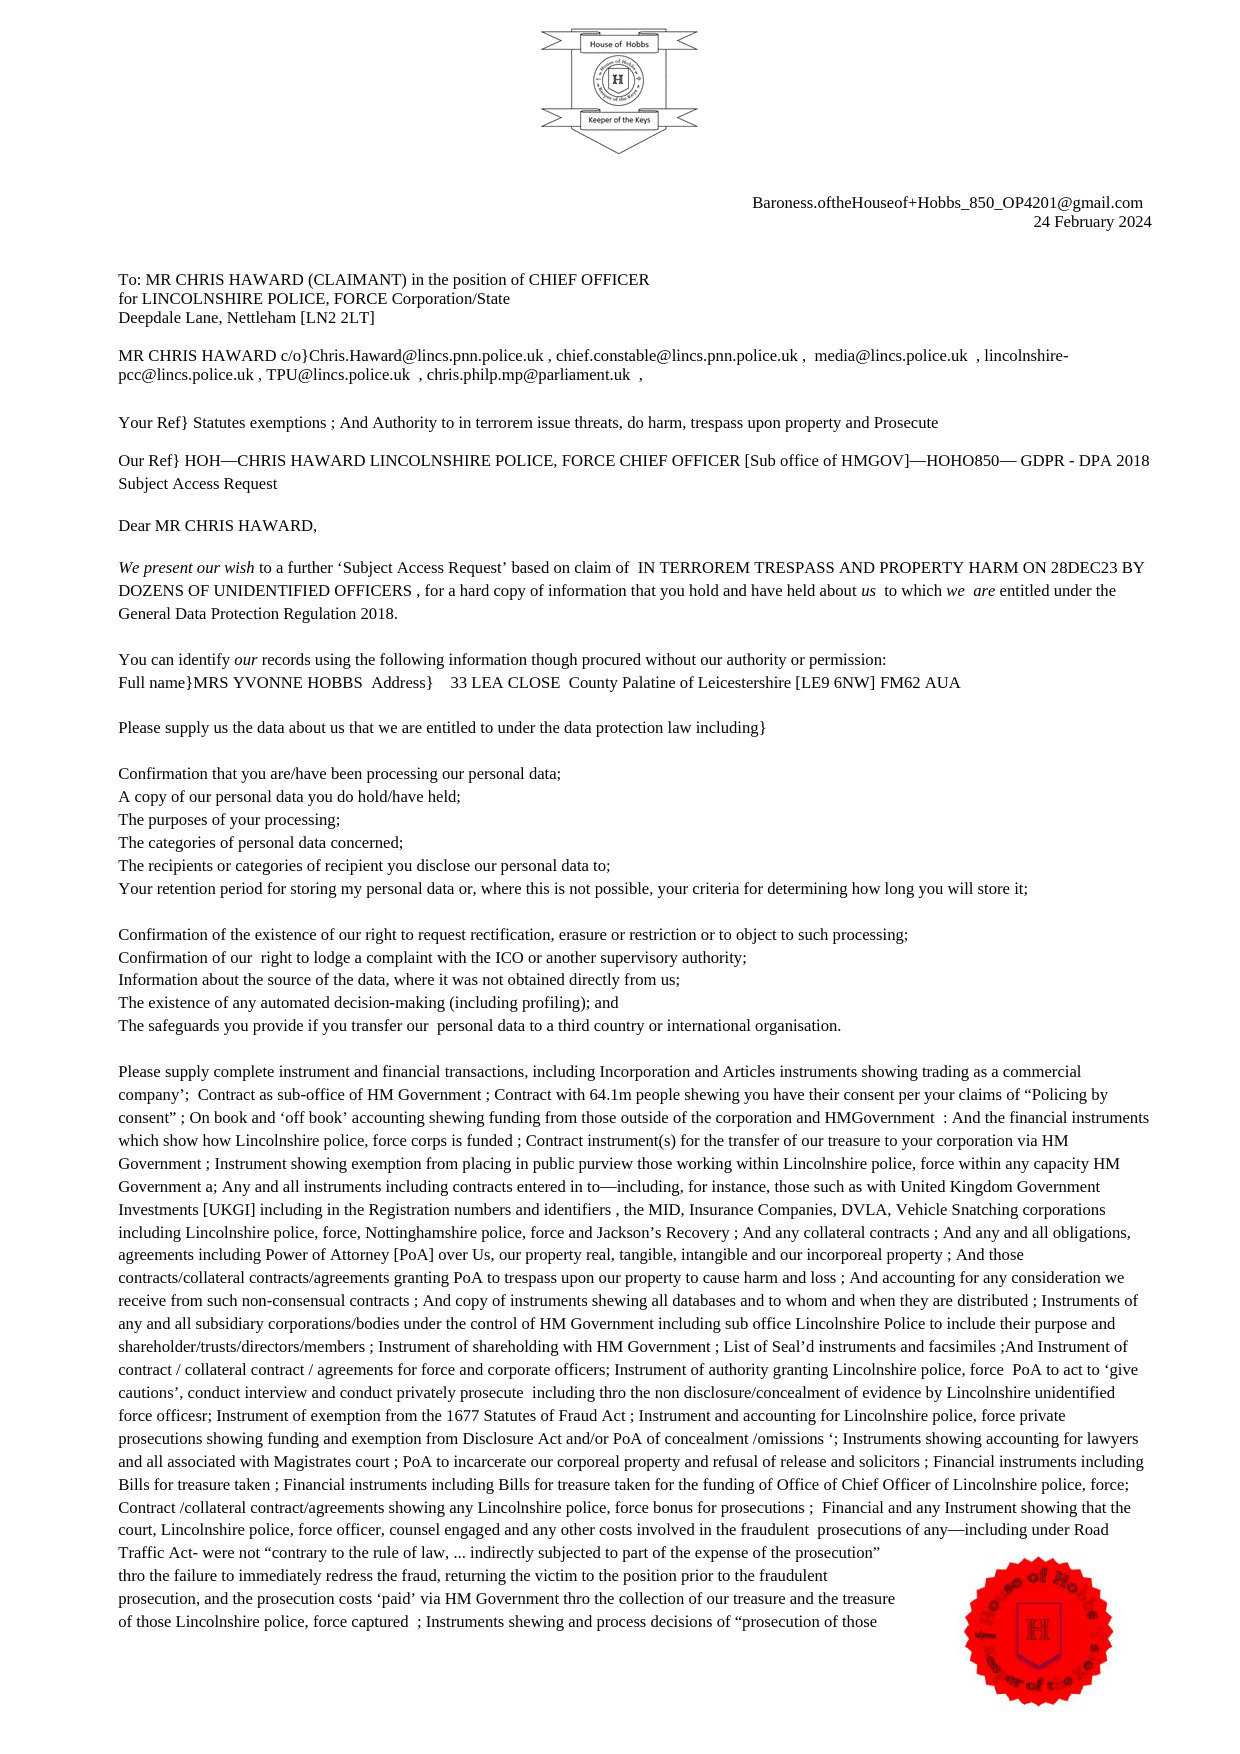 House of Hobbs
House of Hobbs
H
Keeper of the Keys
Keeper of the Keys
Baroness.oftheHouseof+Hobbs_850_OP4201@gmail.com
24 February 2024
To: MR CHRIS HAWARD (CLAIMANT) in the position of CHIEF OFFICER
for LINCOLNSHIRE POLICE, FORCE Corporation/State
Deepdale Lane, Nettleham [LN2 2LT]
MR CHRIS HAWARD c/o}Chris.Haward@lincs.pnn.police.uk , chief.constable@lincs.pnn.police.uk , media@lincs.police.uk , lincolnshire-
pcc@lincs.police.uk , TPU@lincs.police.uk , chris.philp.mp@parliament.uk ,
Your Ref} Statutes exemptions ; And Authority to in terrorem issue threats, do harm, trespass upon property and Prosecute
Our Ref} HOH—CHRIS HAWARD LINCOLNSHIRE POLICE, FORCE CHIEF OFFICER [Sub office of HMGOV]—HOHO850— GDPR - DPA 2018
Subject Access Request
Dear MR CHRIS HAWARD,
We present our wish to a further ‘Subject Access Request’ based on claim of IN TERROREM TRESPASS AND PROPERTY HARM ON 28DEC23 BY
DOZENS OF UNIDENTIFIED OFFICERS , for a hard copy of information that you hold and have held about us to which we are entitled under the
General Data Protection Regulation 2018.
You can identify our records using the following information though procured without our authority or permission:
Full name}MRS YVONNE HOBBS Address} 33 LEA CLOSE County Palatine of Leicestershire [LE9 6NW] FM62 AUA
Please supply us the data about us that we are entitled to under the data protection law including}
Confirmation that you are/have been processing our personal data;
A copy of our personal data you do hold/have held;
The purposes of your processing;
The categories of personal data concerned;
The recipients or categories of recipient you disclose our personal data to;
Your retention period for storing my personal data or, where this is not possible, your criteria for determining how long you will store it;
Confirmation of the existence of our right to request rectification, erasure or restriction or to object to such processing;
Confirmation of our right to lodge a complaint with the ICO or another supervisory authority;
Information about the source of the data, where it was not obtained directly from us;
The existence of any automated decision-making (including profiling); and
The safeguards you provide if you transfer our personal data to a third country or international organisation.
Please supply complete instrument and financial transactions, including Incorporation and Articles instruments showing trading as a commercial
company’; Contract as sub-office of HM Government ; Contract with 64.1m people shewing you have their consent per your claims of “Policing by
consent” ; On book and ‘off book’ accounting shewing funding from those outside of the corporation and HMGovernment : And the financial instruments
which show how Lincolnshire police, force corps is funded ; Contract instrument(s) for the transfer of our treasure to your corporation via HM
Government ; Instrument showing exemption from placing in public purview those working within Lincolnshire police, force within any capacity HM
Government a; Any and all instruments including contracts entered in to—including, for instance, those such as with United Kingdom Government
Investments [UKGI] including in the Registration numbers and identifiers , the MID, Insurance Companies, DVLA, Vehicle Snatching corporations
including Lincolnshire police, force, Nottinghamshire police, force and Jackson’s Recovery ; And any collateral contracts ; And any and all obligations,
agreements including Power of Attorney [PoA] over Us, our property real, tangible, intangible and our incorporeal property ; And those
contracts/collateral contracts/agreements granting PoA to trespass upon our property to cause harm and loss ; And accounting for any consideration we
receive from such non-consensual contracts ; And copy of instruments shewing all databases and to whom and when they are distributed ; Instruments of
any and all subsidiary corporations/bodies under the control of HM Government including sub office Lincolnshire Police to include their purpose and
shareholder/trusts/directors/members ; Instrument of shareholding with HM Government ; List of Seal’d instruments and facsimiles ;And Instrument of
contract / collateral contract / agreements for force and corporate officers; Instrument of authority granting Lincolnshire police, force PoA to act to ‘give
cautions’, conduct interview and conduct privately prosecute including thro the non disclosure/concealment of evidence by Lincolnshire unidentified
force officesr; Instrument of exemption from the 1677 Statutes of Fraud Act ; Instrument and accounting for Lincolnshire police, force private
prosecutions showing funding and exemption from Disclosure Act and/or PoA of concealment /omissions ‘; Instruments showing accounting for lawyers
and all associated with Magistrates court ; PoA to incarcerate our corporeal property and refusal of release and solicitors ; Financial instruments including
Bills for treasure taken ; Financial instruments including Bills for treasure taken for the funding of Office of Chief Officer of Lincolnshire police, force;
Contract /collateral contract/agreements showing any Lincolnshire police, force bonus for prosecutions ; Financial and any Instrument showing that the
court, Lincolnshire police, force officer, counsel engaged and any other costs involved in the fraudulent prosecutions of any—including under Road
Traffic Act- were not “contrary to the rule of law, ... indirectly subjected to part of the expense of the prosecution”
thro the failure to immediately redress the fraud, returning the victim to the position prior to the fraudulent
prosecution, and the prosecution costs ‘paid’ via HM Government thro the collection of our treasure and the treasure
of those Lincolnshire police, force captured ; Instruments shewing and process decisions of “prosecution of those
House of Hobbs
H
Keeper of the Keys